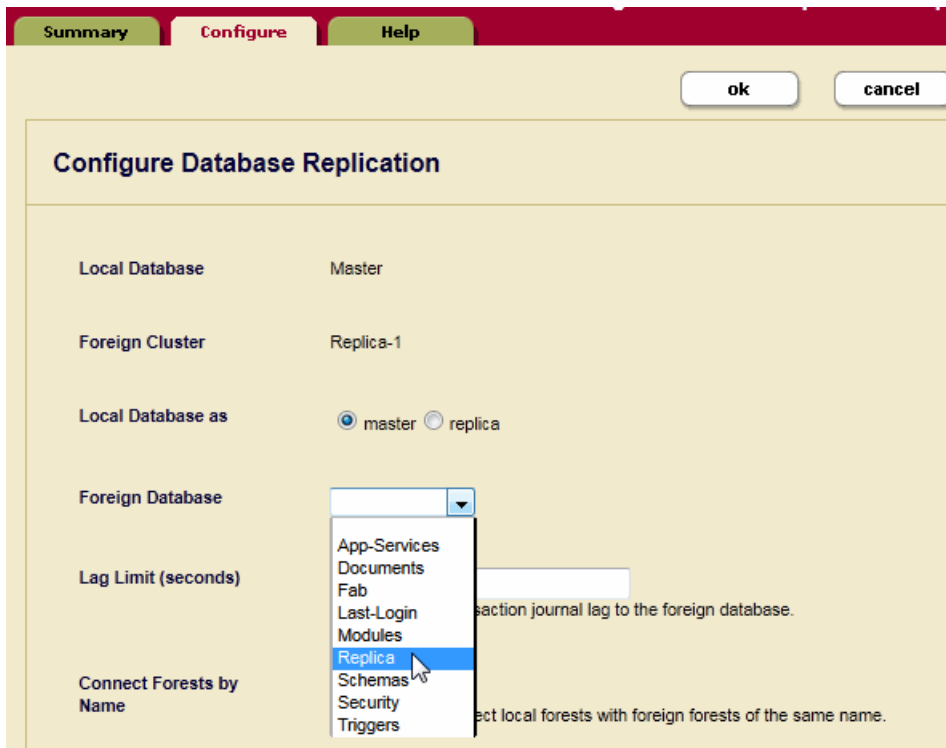 Summary Configure Help
ok cancel
Configure Database Replication
Local Database Master
Foreign Cluster Replica-1
Local Database as master replica
Foreign Database
App-Services
Documents
Fab
Lag Limit (seconds)
Last-Login
saction journal lag to the foreign database.
Modules
Replica
Schemas
Connect Forests by
Name
Security
ect local forests with foreign forests of the same name.
Triggers